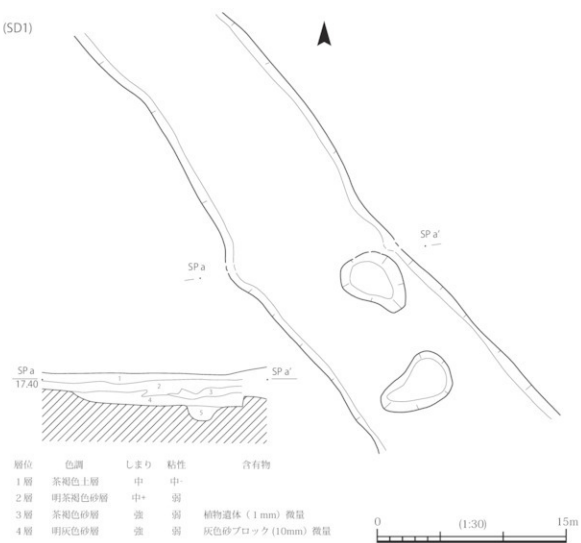 (SD1)
SP a'
SP a
SP a
SP a'
17.40
1
2
3
4
5
層位 色調 しまり 粘性 含有物
1層 茶褐色土層 中 中-
2層 明茶褐色砂層 中+ 弱
3層 茶褐色砂層 強 弱 植物遺体（1mm）微量
4層 明灰色砂層 強 弱 灰色砂ブロック(10mm）微量
0 (1:30) 15m